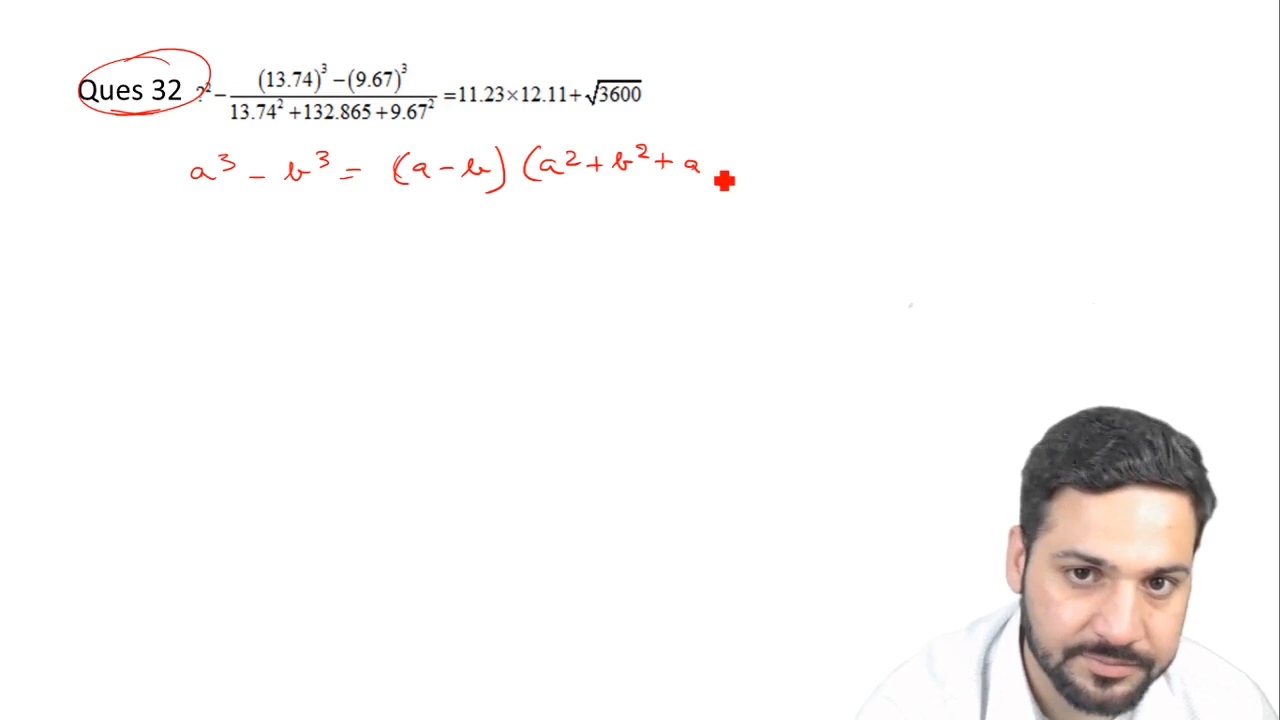 Ques 32 ?² − (13.74)³ − (9.67)³ / 13.74² + 132.865 + 9.67² = 11.23 × 12.11 + √3600
a³ − b³ = (a − b) (a² + b² + a